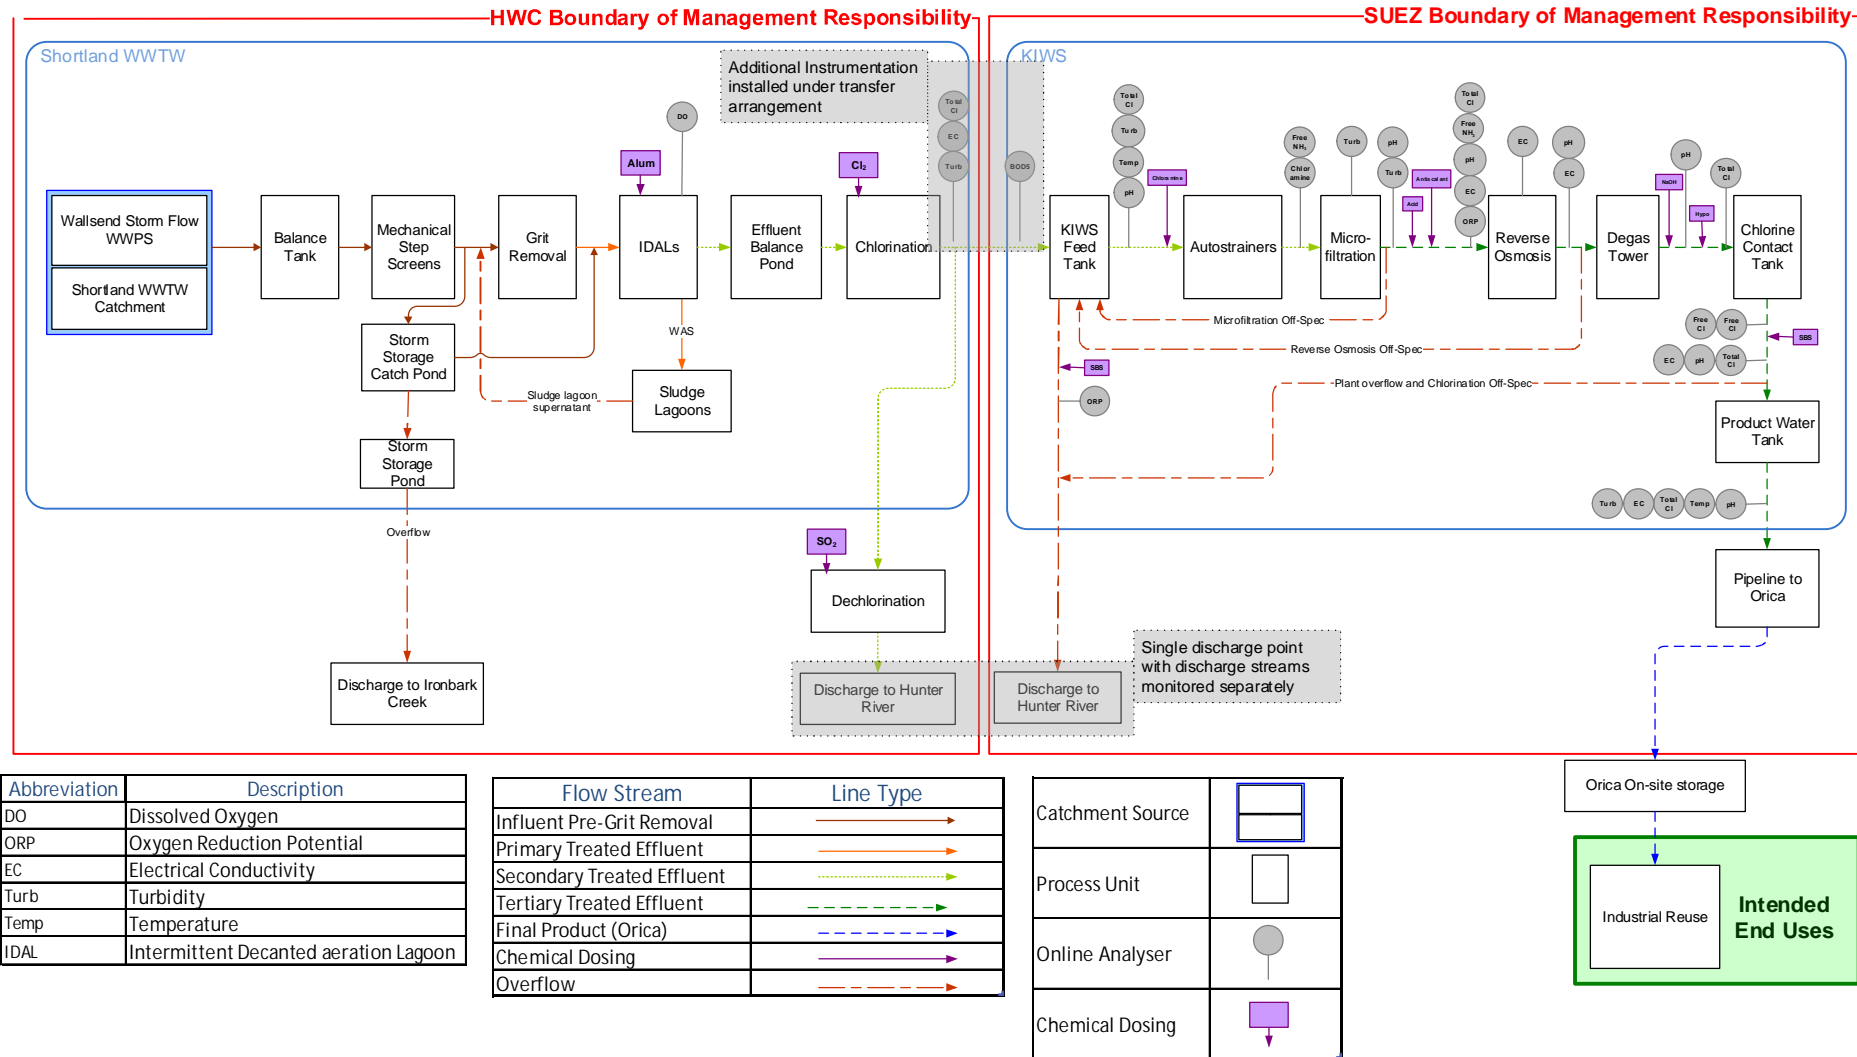 HWC Boundary of Management Responsibility
SUEZ Boundary of Management Responsibility
Shortland WWTW
KIWS
Additional Instrumentation
installed under transfer
arrangement
Total
Cl
EC
Turb
BOD5
DO
Alum
Cl₂
Wallsend Storm Flow
WWPS
Shortland WWTW
Catchment
Balance
Tank
Mechanical
Step
Screens
Grit
Removal
IDALs
Effluent
Balance
Pond
Chlorination
Storm
Storage
Catch Pond
WAS
Sludge
Lagoons
Sludge lagoon
supernatant
Storm
Storage
Pond
Overflow
Discharge to Ironbark
Creek
SO₂
Dechlorination
Discharge to Hunter
River
Total
Cl
Turb
Temp
pH
Chloramine
Free
NH₃
Chlor
amine
Turb
pH
Turb
Acid
Antiscalant
Total
Cl
Free
NH₃
pH
EC
ORP
EC
pH
EC
NaOH
pH
Hypo
Total
Cl
KIWS
Feed
Tank
Autostrainers
Micro-
filtration
Reverse
Osmosis
Degas
Tower
Chlorine
Contact
Tank
Microfiltration Off-Spec
Reverse Osmosis Off-Spec
Plant overflow and Chlorination Off-Spec
Free
Cl
Free
Cl
SBS
EC
pH
Total
Cl
SBS
ORP
Product Water
Tank
Turb
EC
Total
Cl
Temp
pH
Pipeline to
Orica
Discharge to
Hunter River
Single discharge point
with discharge streams
monitored separately
Orica On-site storage
Industrial Reuse
Intended
End Uses
Abbreviation Description
DO Dissolved Oxygen
ORP Oxygen Reduction Potential
EC Electrical Conductivity
Turb Turbidity
Temp Temperature
IDAL Intermittent Decanted aeration Lagoon
Flow Stream Line Type
Influent Pre-Grit Removal
Primary Treated Effluent
Secondary Treated Effluent
Tertiary Treated Effluent
Final Product (Orica)
Chemical Dosing
Overflow
Catchment Source
Process Unit
Online Analyser
Chemical Dosing